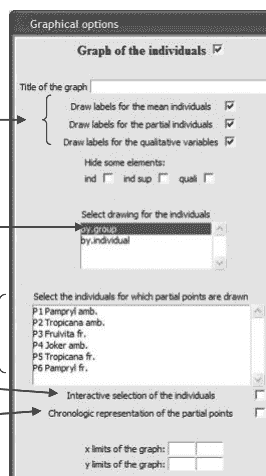 Graphical options
Graph of the individuals
Title of the graph
Draw labels for the mean individuals
Draw labels for the partial individuals
Draw labels for the qualitative variables
Hide some elements:
ind ind sup quali
Select drawing for the individuals
by.group
by.individual
Select the individuals for which partial points are drawn
P1 Pampryl amb.
P2 Tropicana amb.
P3 Fruivita fr.
P4 Joker amb.
P5 Tropicana fr.
P6 Pampryl fr.
Interactive selection of the individuals
Chronologic representation of the partial points
x limits of the graph:
y limits of the graph: